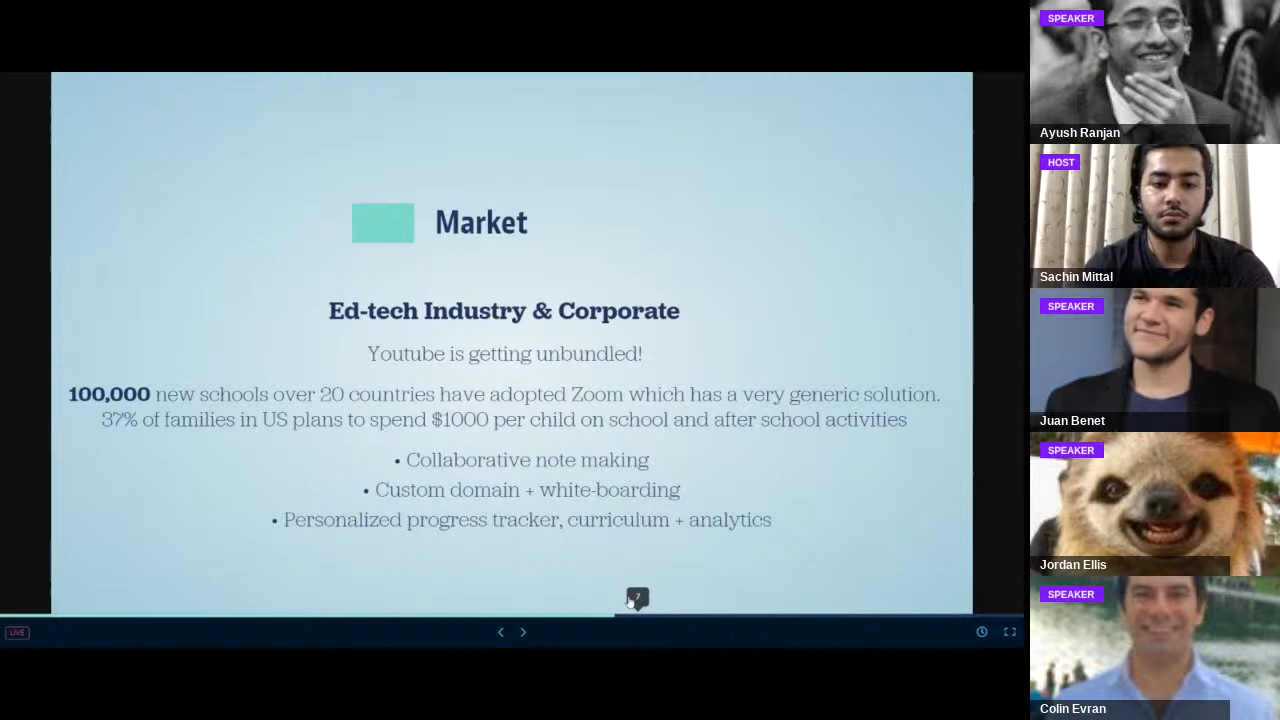 Market
Ed-tech Industry & Corporate
Youtube is getting unbundled!
100,000 new schools over 20 countries have adopted Zoom which has a very generic solution.
37% of families in US plans to spend $1000 per child on school and after school activities
• Collaborative note making
• Custom domain + white-boarding
• Personalized progress tracker, curriculum + analytics
7
LIVE
SPEAKER
Ayush Ranjan
HOST
Sachin Mittal
SPEAKER
Juan Benet
SPEAKER
Jordan Ellis
SPEAKER
Colin Evran